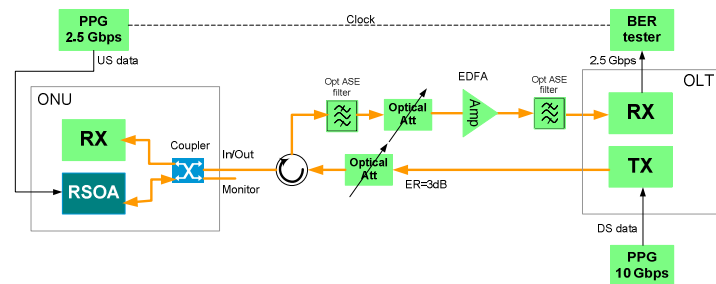 PPG
2.5 Gbps
Clock
BER
tester
US data
2.5 Gbps
OLT
ONU
RX
RSOA
Coupler
In/Out
Monitor
Opt ASE
filter
Optical
Att
EDFA
Amp
Opt ASE
filter
RX
TX
Optical
Att
ER=3dB
DS data
PPG
10 Gbps